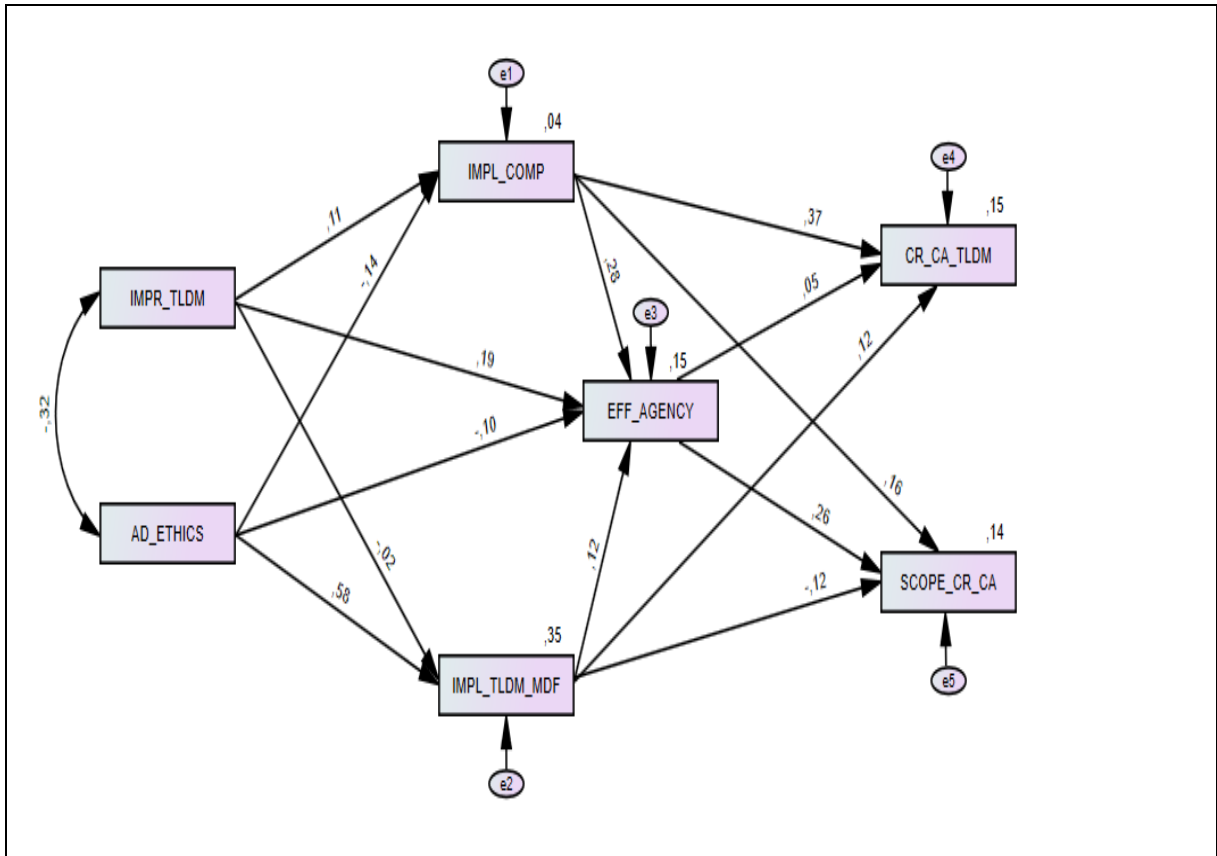 e1
,04
IMPL_COMP
e4
,15
CR_CA_TLDM
,11
,37
-,14
,28
IMPR_TLDM
e3
,05
,15
,19
,12
EFF_AGENCY
-,32
-,10
,16
AD_ETHICS
,26
,14
-,02
,12
-,12
SCOPE_CR_CA
,58
,35
IMPL_TLDM_MDF
e5
e2